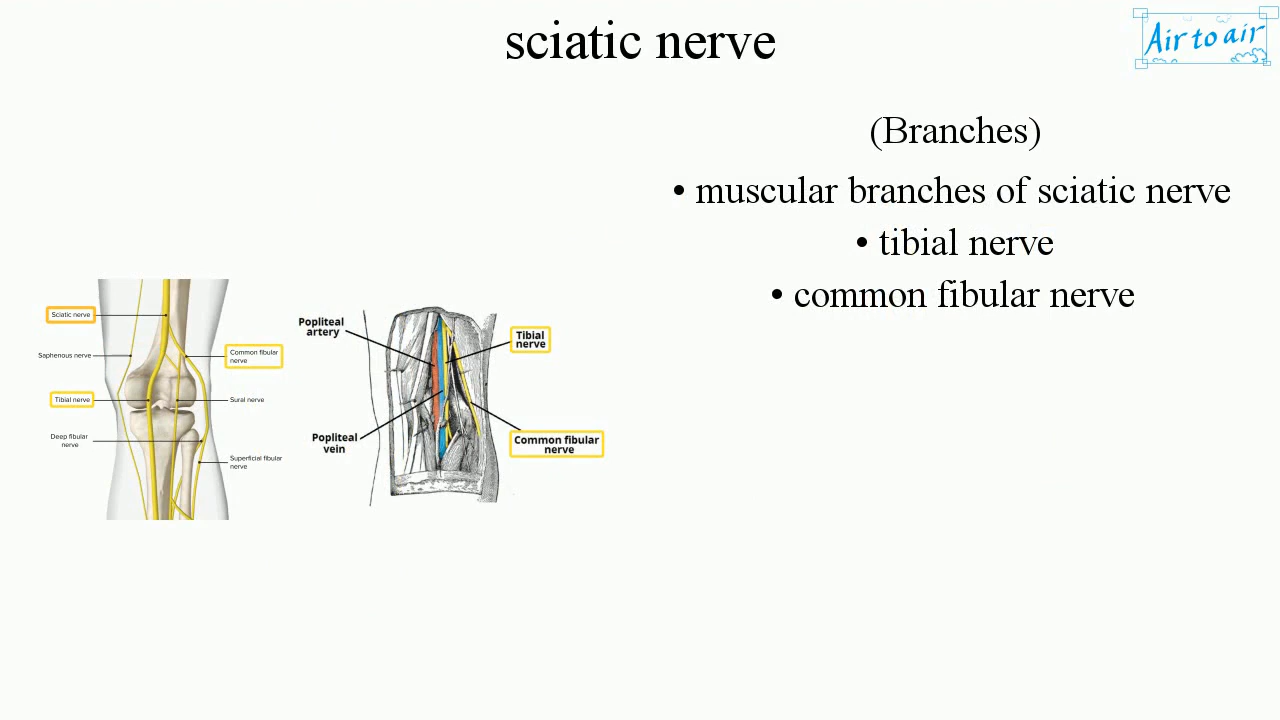 sciatic nerve
Air to air
(Branches)
• muscular branches of sciatic nerve
• tibial nerve
• common fibular nerve
Sciatic nerve
Saphenous nerve
Common fibular
nerve
Tibial nerve
Sural nerve
Deep fibular
nerve
Superficial fibular
nerve
Popliteal
artery
Tibial
nerve
Popliteal
vein
Common fibular
nerve